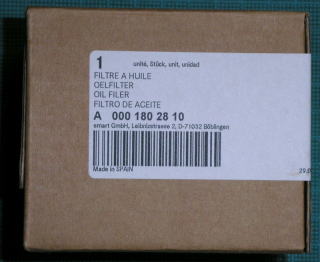 1 unité, Stück, unit, unidad
FILTRE A HUILE
OELFILTER
OIL FILER
FILTRO DE ACEITE
A 000 180 28 10
smart GmbH, Leibnizstrasse 2, D-71032 Böblingen
Made in SPAIN